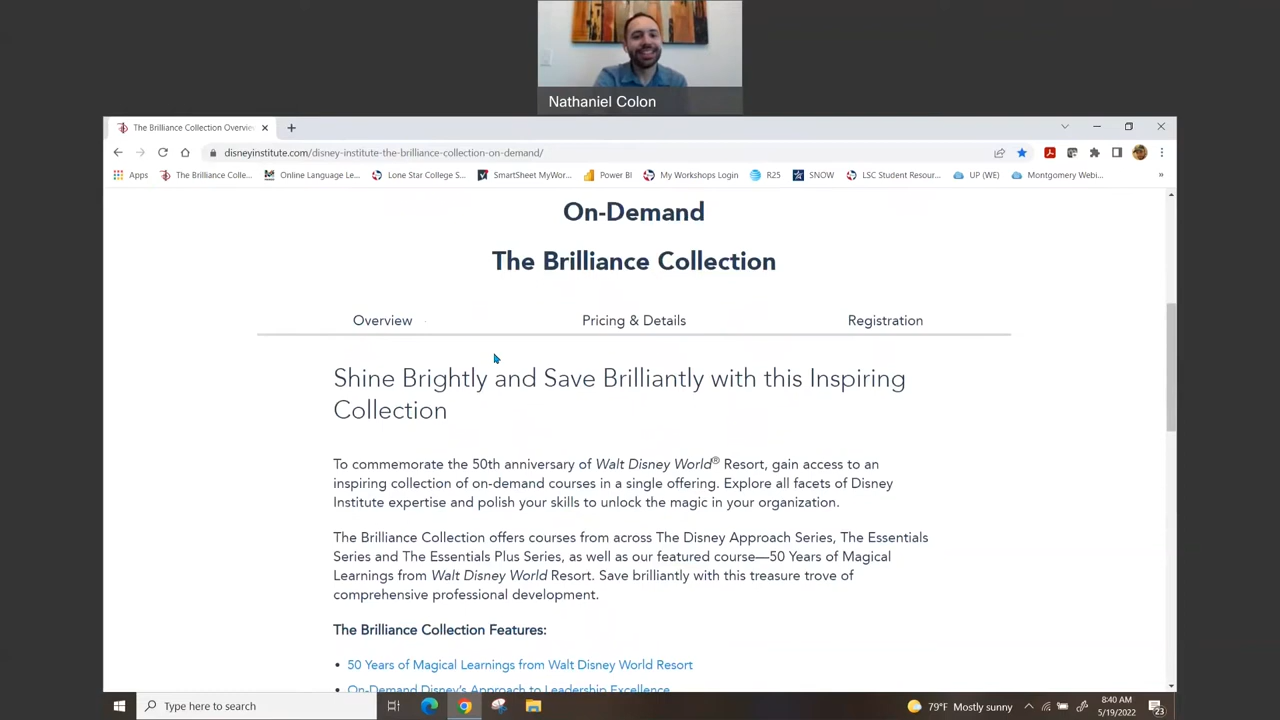 Nathaniel Colon
The Brilliance Collection Overvie
disneyinstitute.com/disney-institute-the-brilliance-collection-on-demand/
Apps The Brilliance Colle... Online Language Le... Lone Star College S... SmartSheet MyWor... Power BI My Workshops Login R25 SNOW LSC Student Resour... UP (WE) Montgomery Webi... »
On-Demand
The Brilliance Collection
Overview Pricing & Details Registration
Shine Brightly and Save Brilliantly with this Inspiring
Collection
To commemorate the 50th anniversary of Walt Disney World® Resort, gain access to an
inspiring collection of on-demand courses in a single offering. Explore all facets of Disney
Institute expertise and polish your skills to unlock the magic in your organization.
The Brilliance Collection offers courses from across The Disney Approach Series, The Essentials
Series and The Essentials Plus Series, as well as our featured course—50 Years of Magical
Learnings from Walt Disney World Resort. Save brilliantly with this treasure trove of
comprehensive professional development.
The Brilliance Collection Features:
• 50 Years of Magical Learnings from Walt Disney World Resort
• On-Demand Disney's Approach to Leadership Excellence
Type here to search 79°F Mostly sunny 8:40 AM
5/19/2022 23